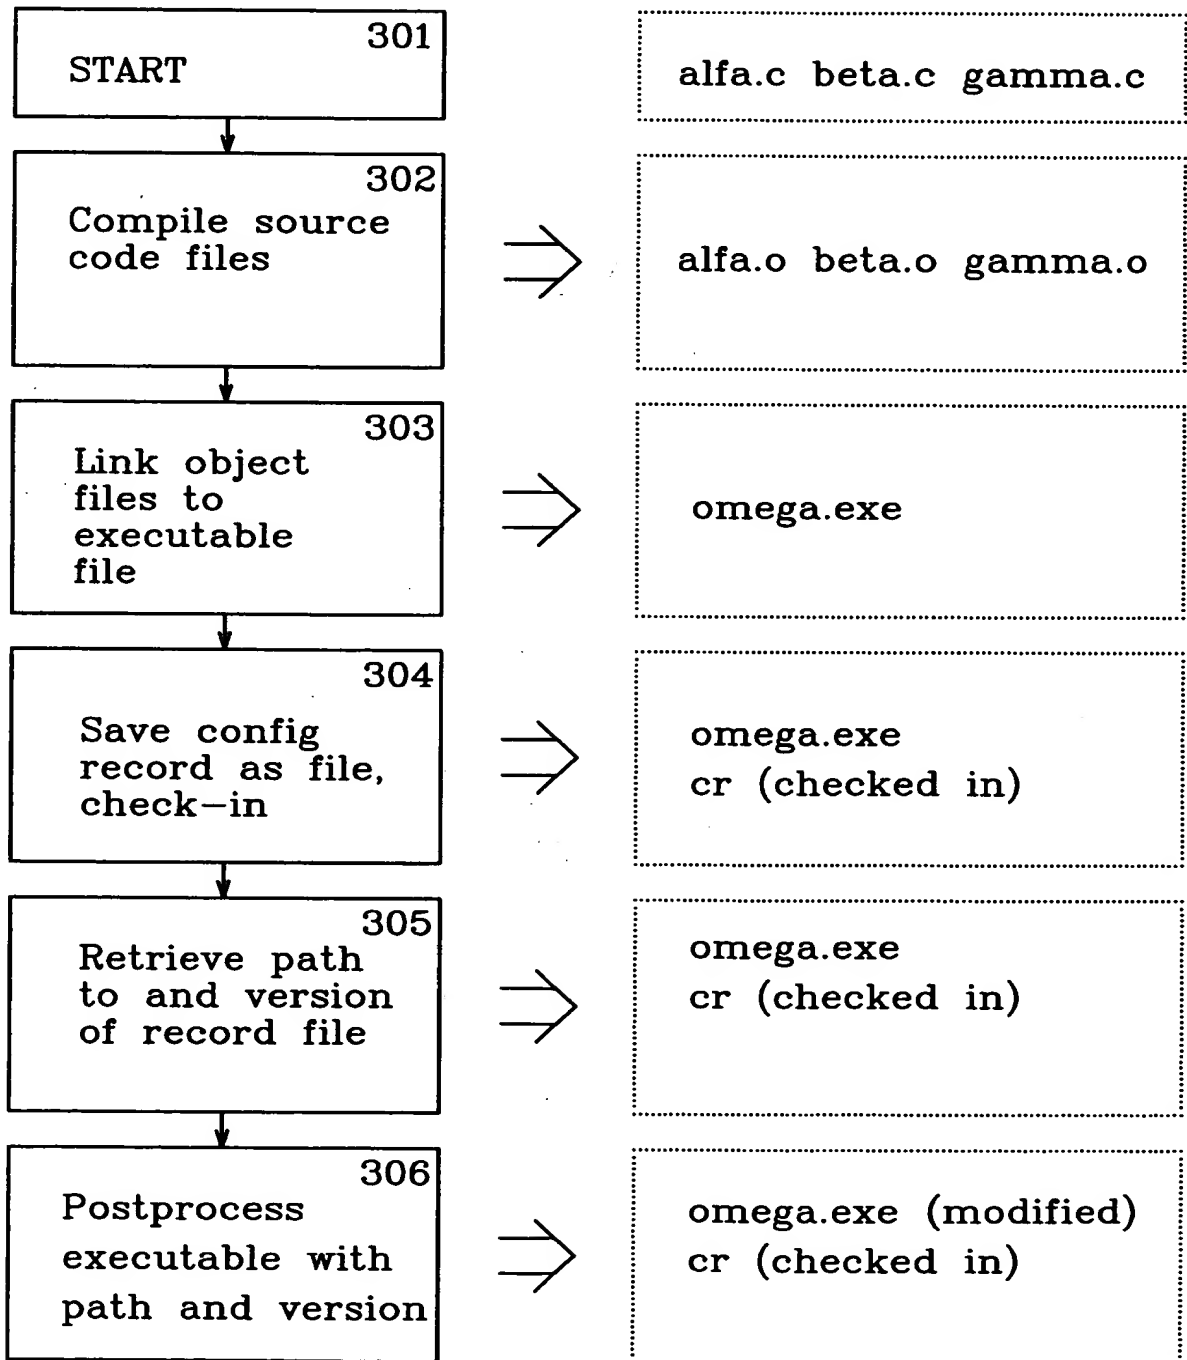 301
START
alfa.c beta.c gamma.c
302
Compile source
code files
alfa.o beta.o gamma.o
303
Link object
files to
executable
file
omega.exe
304
Save config
record as file,
check-in
omega.exe
cr (checked in)
305
Retrieve path
to and version
of record file
omega.exe
cr (checked in)
306
Postprocess
executable with
path and version
omega.exe (modified)
cr (checked in)